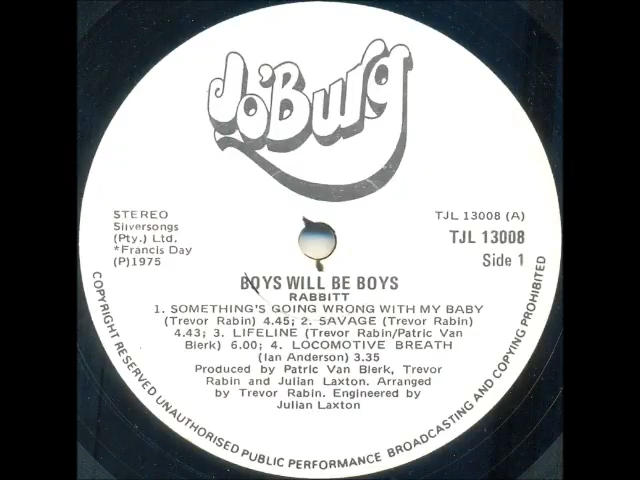 Jo'Burg
STEREO
Silversongs
(Pty.) Ltd.
*Francis Day
(P)1975
TJL 13008 (A)
TJL 13008
Side 1
BOYS WILL BE BOYS
RABBITT
1. SOMETHING'S GOING WRONG WITH MY BABY
(Trevor Rabin) 4.45; 2. SAVAGE (Trevor Rabin)
4.43; 3. LIFELINE (Trevor Rabin/Patric Van
Blerk) 6.00; 4. LOCOMOTIVE BREATH
(Ian Anderson) 3.35
Produced by Patric Van Blerk, Trevor
Rabin and Julian Laxton. Arranged
by Trevor Rabin. Engineered by
Julian Laxton
COPYRIGHT RESERVED UNAUTHORISED PUBLIC PERFORMANCE BROADCASTING AND COPYING PROHIBITED